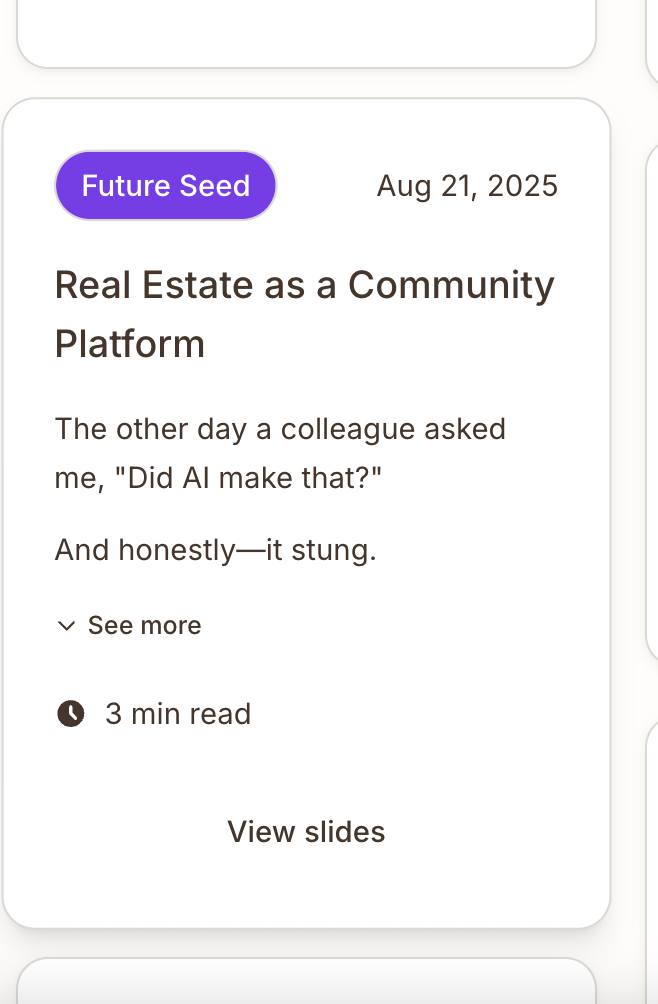 Future Seed
Aug 21, 2025
Real Estate as a Community
Platform
The other day a colleague asked
me, "Did AI make that?"
And honestly—it stung.
See more
3 min read
View slides